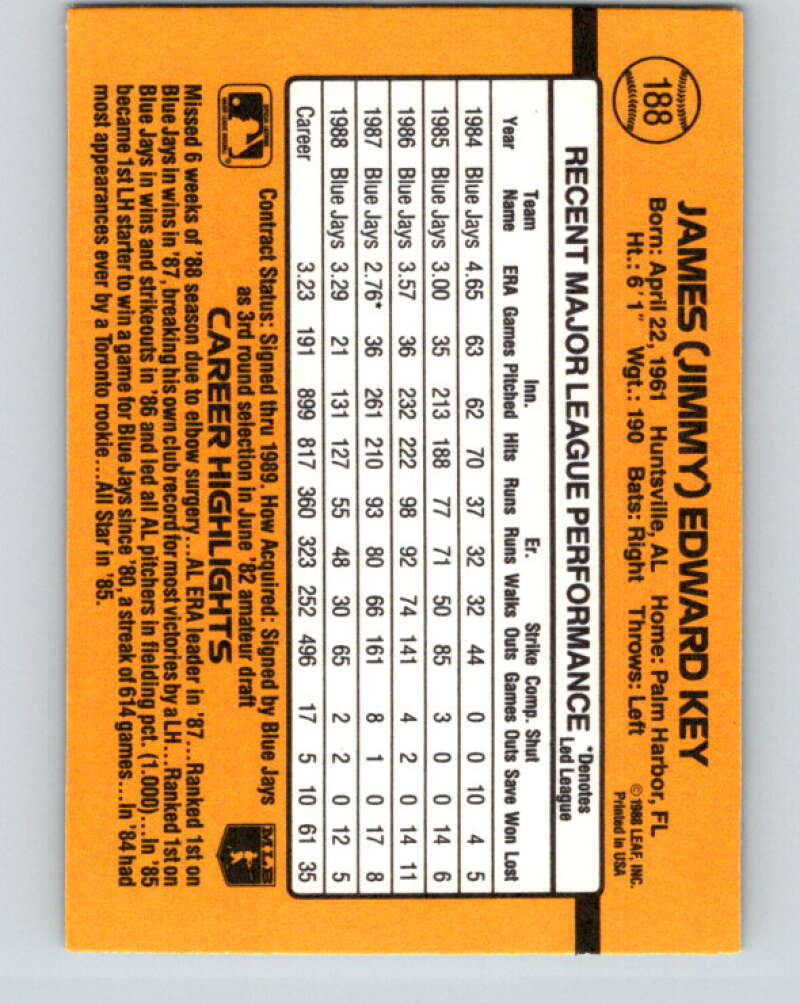 188
JAMES (JIMMY) EDWARD KEY
Born: April 22, 1961 Huntsville, AL Home: Palm Harbor, FL
Ht.: 6'1" Wgt.: 190 Bats: Right Throws: Left
© 1988 LEAF, INC.
Printed in USA
RECENT MAJOR LEAGUE PERFORMANCE *Denotes Led League
Year Team Name ERA Games Inn. Pitched Hits Runs Er. Runs Walks Strike Outs Comp. Games Shut Outs Save Won Lost
1984 Blue Jays 4.65 63 62 70 37 32 32 44 0 0 10 4 5
1985 Blue Jays 3.00 35 213 188 77 71 50 85 3 0 0 14 6
1986 Blue Jays 3.57 36 232 222 98 92 74 141 4 2 0 14 11
1987 Blue Jays 2.76* 36 261 210 93 80 66 161 8 1 0 17 8
1988 Blue Jays 3.29 21 131 127 55 48 30 65 2 2 0 12 5
Career 3.23 191 899 817 360 323 252 496 17 5 10 61 35
Contract Status: Signed thru 1989. How Acquired: Signed by Blue Jays
as 3rd round selection in June '82 amateur draft
MLB
CAREER HIGHLIGHTS
Missed 6 weeks of '88 season due to elbow surgery...AL ERA leader in '87...Ranked 1st on
Blue Jays in wins in '87, breaking his own club record for most victories by a LH...Ranked 1st on
Blue Jays in wins and strikeouts in '86 and led all AL pitchers in fielding pct. (1.000)...In '85
became 1st LH starter to win a game for Blue Jays since '80, a streak of 614 games...In '84 had
most appearances ever by a Toronto rookie...All Star in '85.